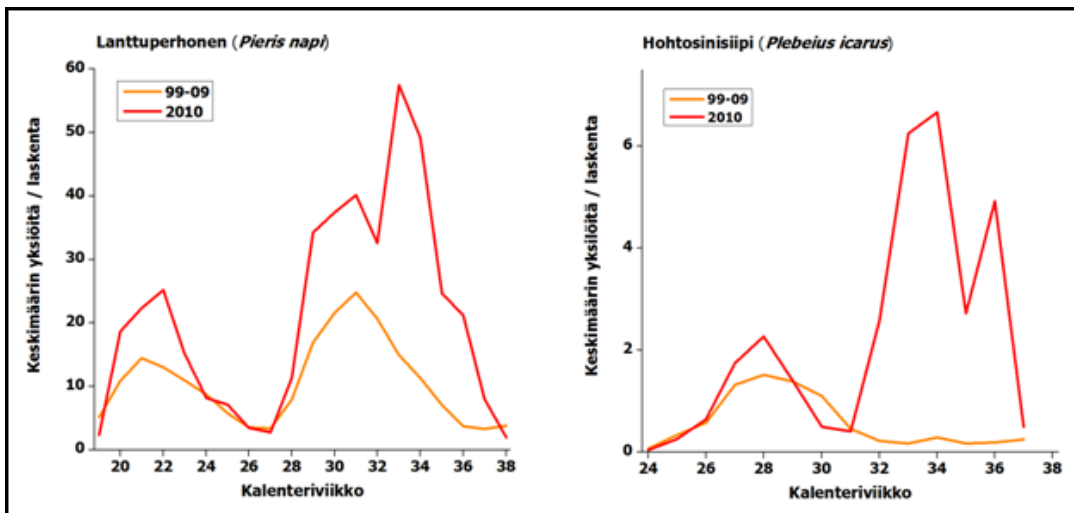 Lanttuperhonen (Pieris napi)
Keskimäärin yksiöitä / laskenta
60
50
40
30
20
10
0
99-09
2010
20 22 24 26 28 30 32 34 36 38
Kalenteriviikko
Hohtosinisiipi (Plebeius icarus)
Keskimäärin yksilöitä / laskenta
6
4
2
0
99-09
2010
24 26 28 30 32 34 36 38
Kalenteriviikko